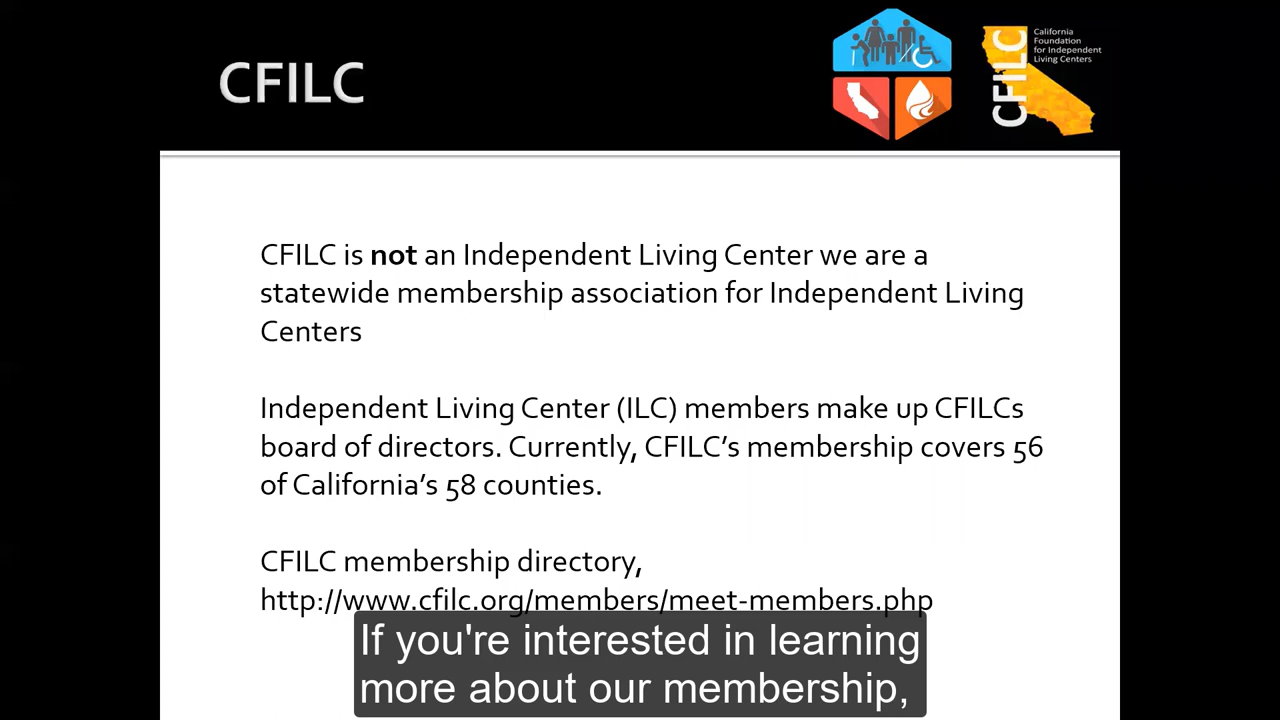 CFILC
CFILC
California
Foundation
for Independent
Living Centers
CFILC is not an Independent Living Center we are a
statewide membership association for Independent Living
Centers
Independent Living Center (ILC) members make up CFILCs
board of directors. Currently, CFILC’s membership covers 56
of California’s 58 counties.
CFILC membership directory,
http://www.cfilc.org/members/meet-members.php
If you're interested in learning
more about our membership,